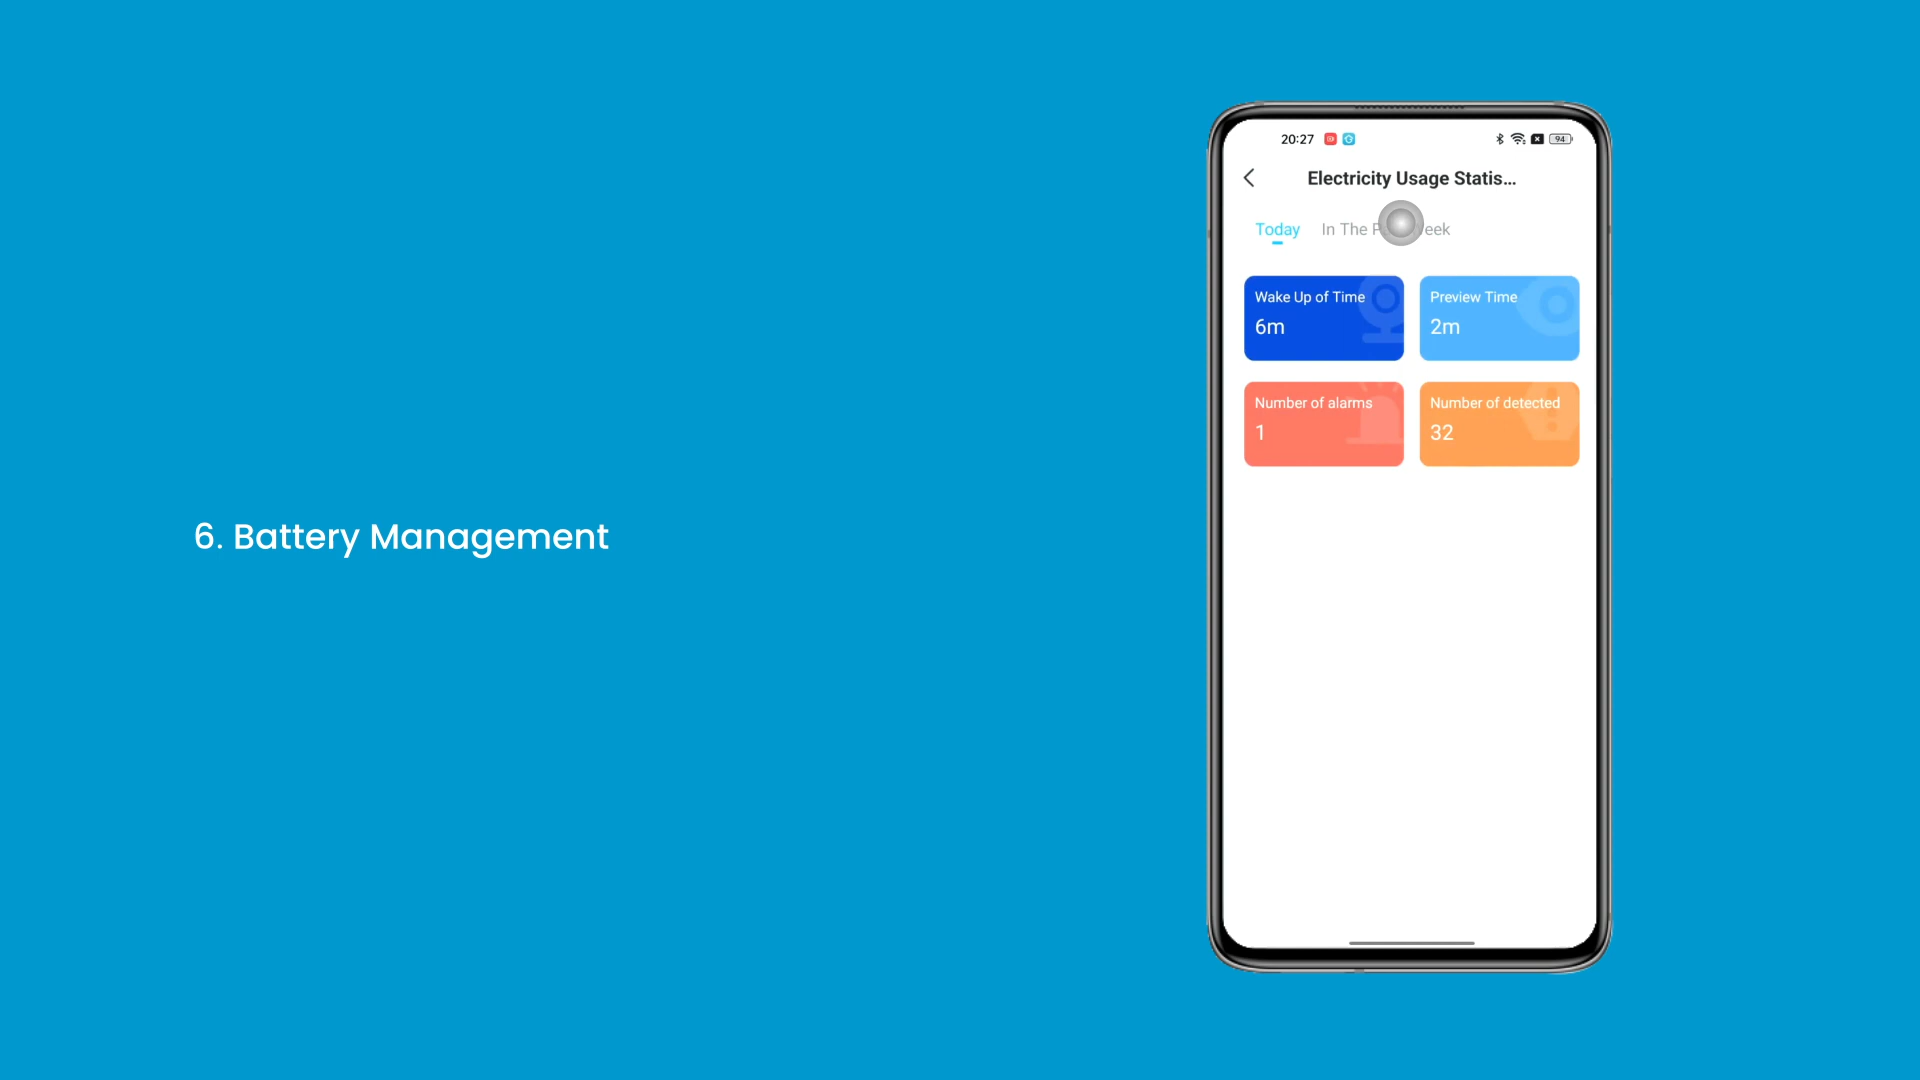 6. Battery Management
20:27
94
Electricity Usage Statis...
Today
In The
Wake Up of Time
6m
Preview Time
2m
Number of alarms
1
Number of detected
32